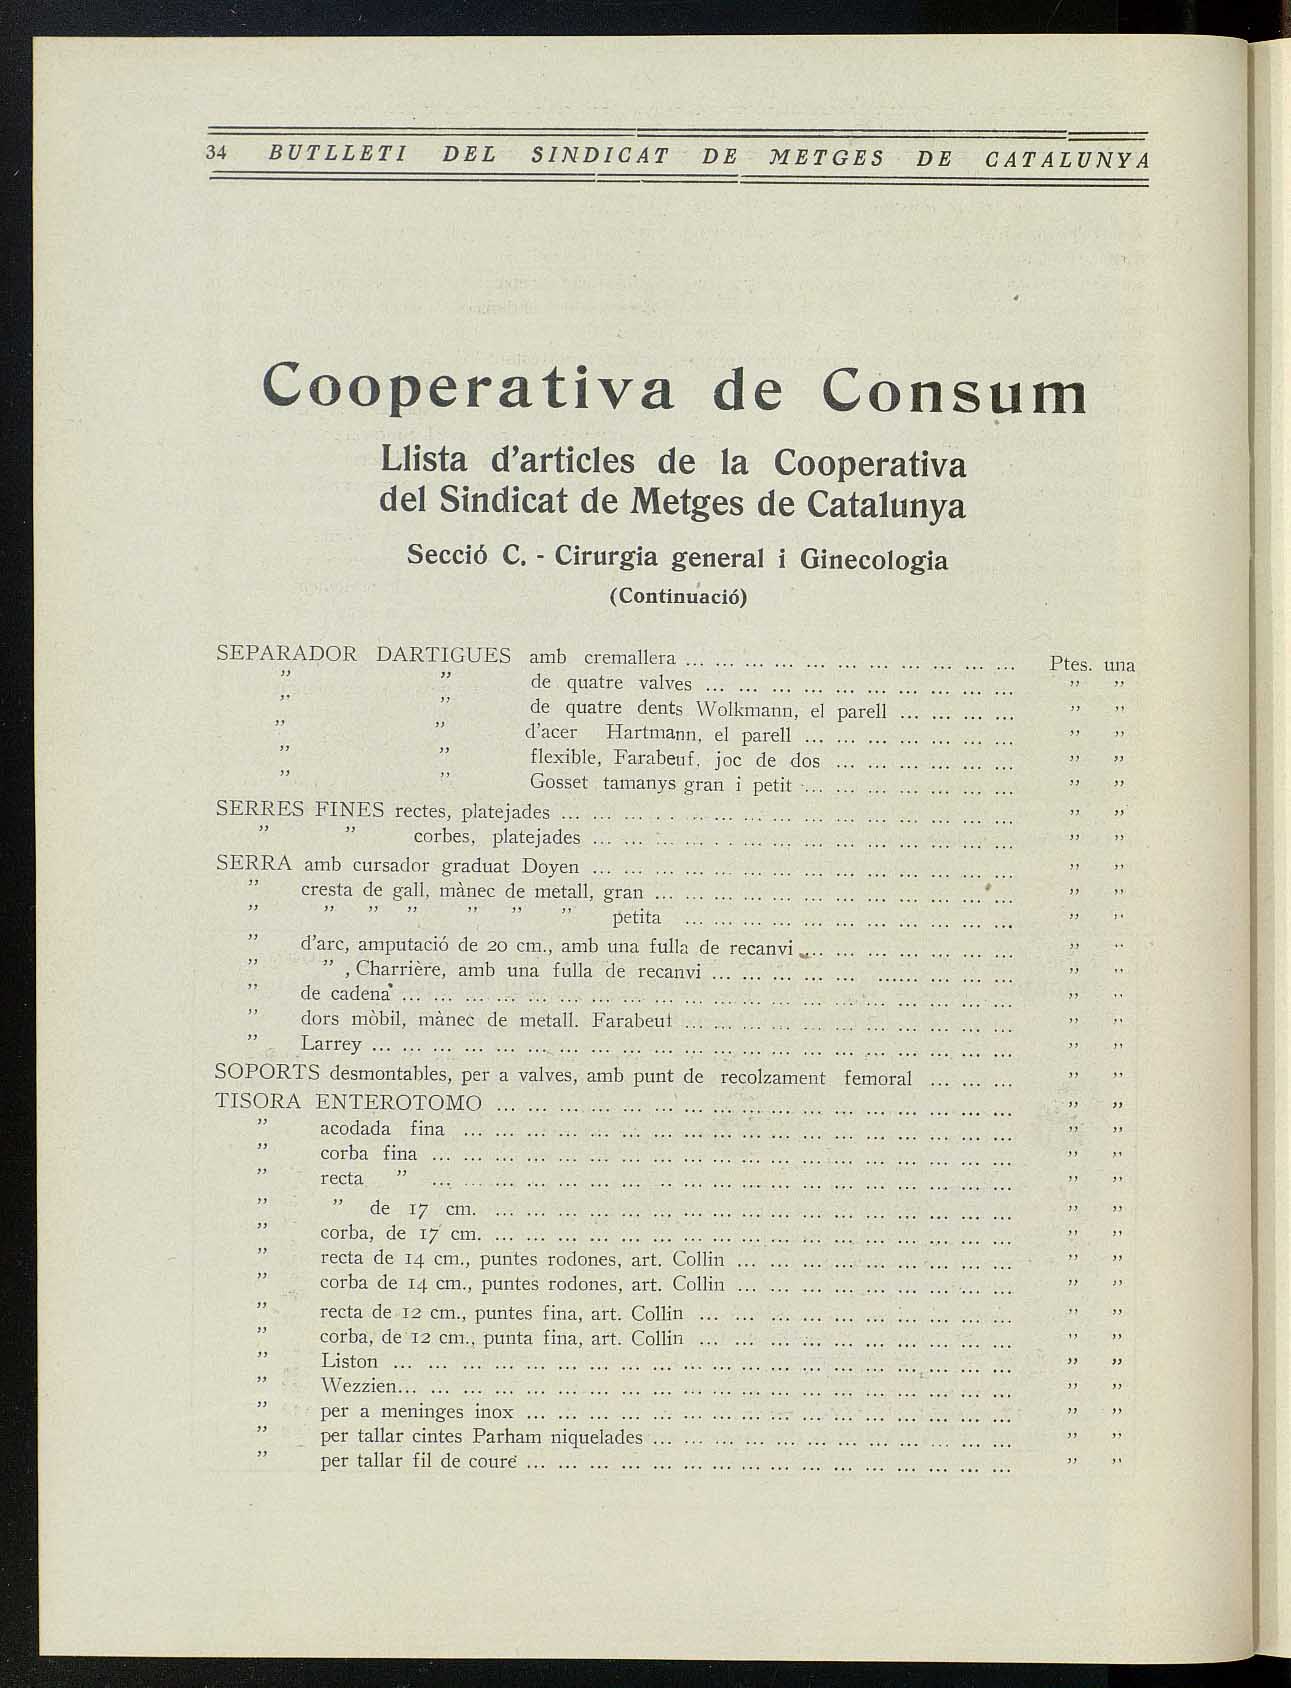 34 BUTLLETI DEL SINDICAT DE METGES DE CATALUNYA
Cooperativa de Consum
Llista d'articles de la Cooperativa
del Sindicat de Metges de Catalunya
Secció C. - Cirurgia general i Ginecologia
(Continuació)
SEPARADOR DARTIGUES amb cremallera ... ... ... ... ... ... ... ... ... ... ... Ptes. una
" " de quatre valves ... ... ... ... ... ... ... ... ... ... " "
" " de quatre dents Wolkmann, el parell ... ... ... ... " "
" " d'acer Hartmann, el parell ... ... ... ... ... ... ... " "
" " flexible, Farabeuf, joc de dos ... ... ... ... ... ... " "
" " Gosset tamanys gran i petit ... ... ... ... ... ... ... " "
SERRES FINES rectes, platejades ... ... ... ... ... ... ... ... ... ... ... ... ... ... " "
" " corbes, platejades ... ... ... ... ... ... ... ... ... ... ... ... ... " "
SERRA amb cursador graduat Doyen ... ... ... ... ... ... ... ... ... ... ... ... ... " "
" cresta de gall, mànec de metall, gran ... ... ... ... ... ... ... ... ... ... ... " "
" " " " " " " petita ... ... ... ... ... ... ... ... ... ... ... " "
" d'arc, amputació de 20 cm., amb una fulla de recanvi ... ... ... ... ... ... ... " "
" " , Charrière, amb una fulla de recanvi ... ... ... ... ... ... ... ... ... ... " "
" de cadena ... ... ... ... ... ... ... ... ... ... ... ... ... ... ... ... ... ... ... ... " "
" dors mòbil, mànec de metall. Farabeut ... ... ... ... ... ... ... ... ... ... ... " "
" Larrey ... ... ... ... ... ... ... ... ... ... ... ... ... ... ... ... ... ... ... ... ... " "
SOPORTS desmontables, per a valves, amb punt de recolzament femoral ... ... ... " "
TISORA ENTEROTOMO ... ... ... ... ... ... ... ... ... ... ... ... ... ... ... ... ... " "
" acodada fina ... ... ... ... ... ... ... ... ... ... ... ... ... ... ... ... ... ... " "
" corba fina ... ... ... ... ... ... ... ... ... ... ... ... ... ... ... ... ... ... ... " "
" recta " ... ... ... ... ... ... ... ... ... ... ... ... ... ... ... ... ... ... ... " "
" " de 17 cm. ... ... ... ... ... ... ... ... ... ... ... ... ... ... ... ... ... " "
" corba, de 17 cm. ... ... ... ... ... ... ... ... ... ... ... ... ... ... ... ... ... " "
" recta de 14 cm., puntes rodones, art. Collin ... ... ... ... ... ... ... ... ... " "
" corba de 14 cm., puntes rodones, art. Collin ... ... ... ... ... ... ... ... ... " "
" recta de 12 cm., puntes fina, art. Collin ... ... ... ... ... ... ... ... ... ... " "
" corba, de 12 cm., punta fina, art. Collin ... ... ... ... ... ... ... ... ... ... " "
" Liston ... ... ... ... ... ... ... ... ... ... ... ... ... ... ... ... ... ... ... ... " "
" Wezzien... ... ... ... ... ... ... ... ... ... ... ... ... ... ... ... ... ... ... ... " "
" per a meninges inox ... ... ... ... ... ... ... ... ... ... ... ... ... ... ... ... " "
" per tallar cintes Parham niquelades ... ... ... ... ... ... ... ... ... ... ... ... " "
" per tallar fil de coure ... ... ... ... ... ... ... ... ... ... ... ... ... ... ... ... " "